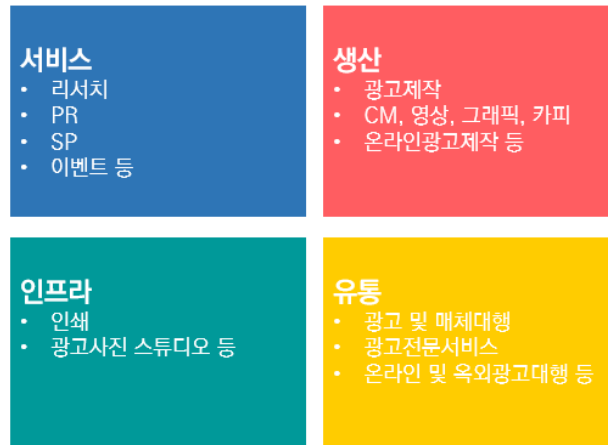 서비스
• 리서치
• PR
• SP
• 이벤트 등
생산
• 광고제작
• CM, 영상, 그래픽, 카피
• 온라인광고제작 등
인프라
• 인쇄
• 광고사진 스튜디오 등
유통
• 광고 및 매체대행
• 광고전문서비스
• 온라인 및 옥외광고대행 등